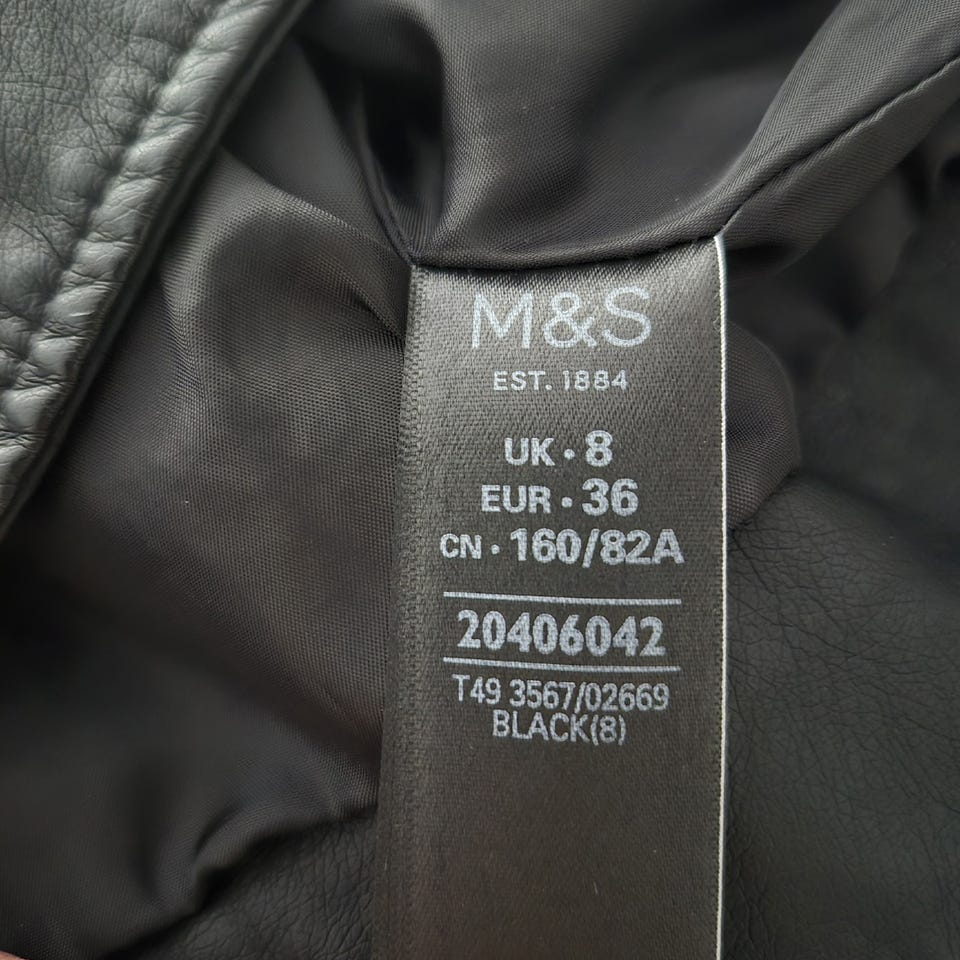 M&S
EST. 1884
UK • 8
EUR • 36
CN • 160/82A
20406042
T49 3567/02669
BLACK(8)